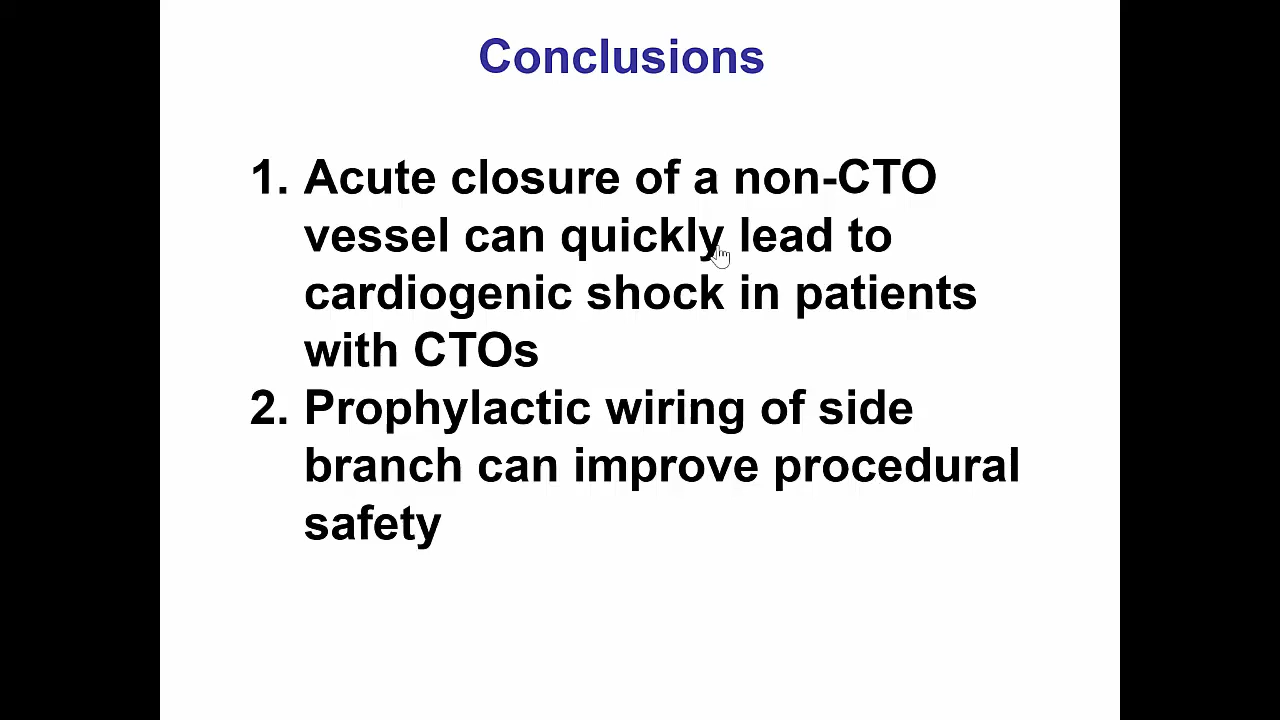 Conclusions
1. Acute closure of a non-CTO
vessel can quickly lead to
cardiogenic shock in patients
with CTOs
2. Prophylactic wiring of side
branch can improve procedural
safety